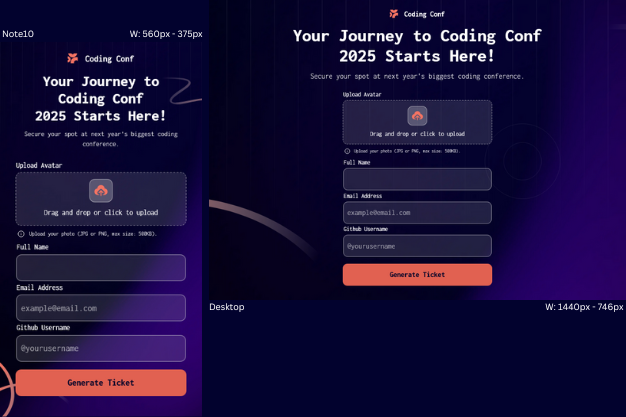 Note10
W: 560px - 375px
Coding Conf
Your Journey to
Coding Conf
2025 Starts Here!
Secure your spot at next year's biggest coding
conference.
Upload Avatar
Drag and drop or click to upload
Upload your photo (JPG or PNG, max size: 500KB).
Full Name
Email Address
example@email.com
Github Username
@yourusername
Generate Ticket
Coding Conf
Your Journey to Coding Conf
2025 Starts Here!
Secure your spot at next year's biggest coding conference.
Upload Avatar
Drag and drop or click to upload
Upload your photo (JPG or PNG, max size: 500KB).
Full Name
Email Address
example@email.com
Github Username
@yourusername
Generate Ticket
Desktop
W: 1440px - 746px